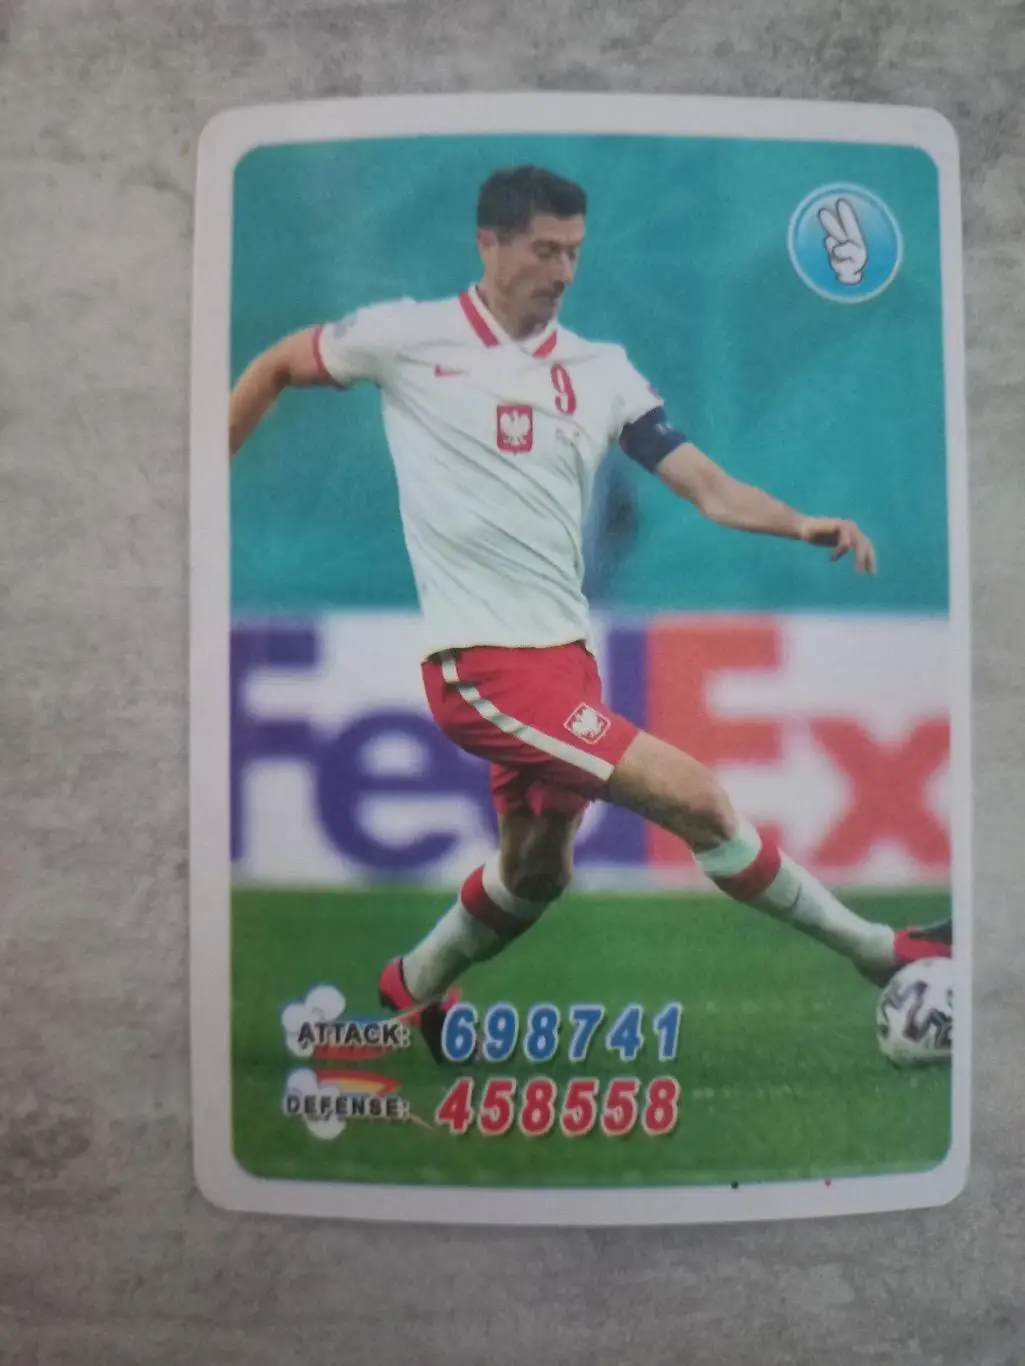 9
FedEx
ATTACK: 698741
DEFENSE: 458558